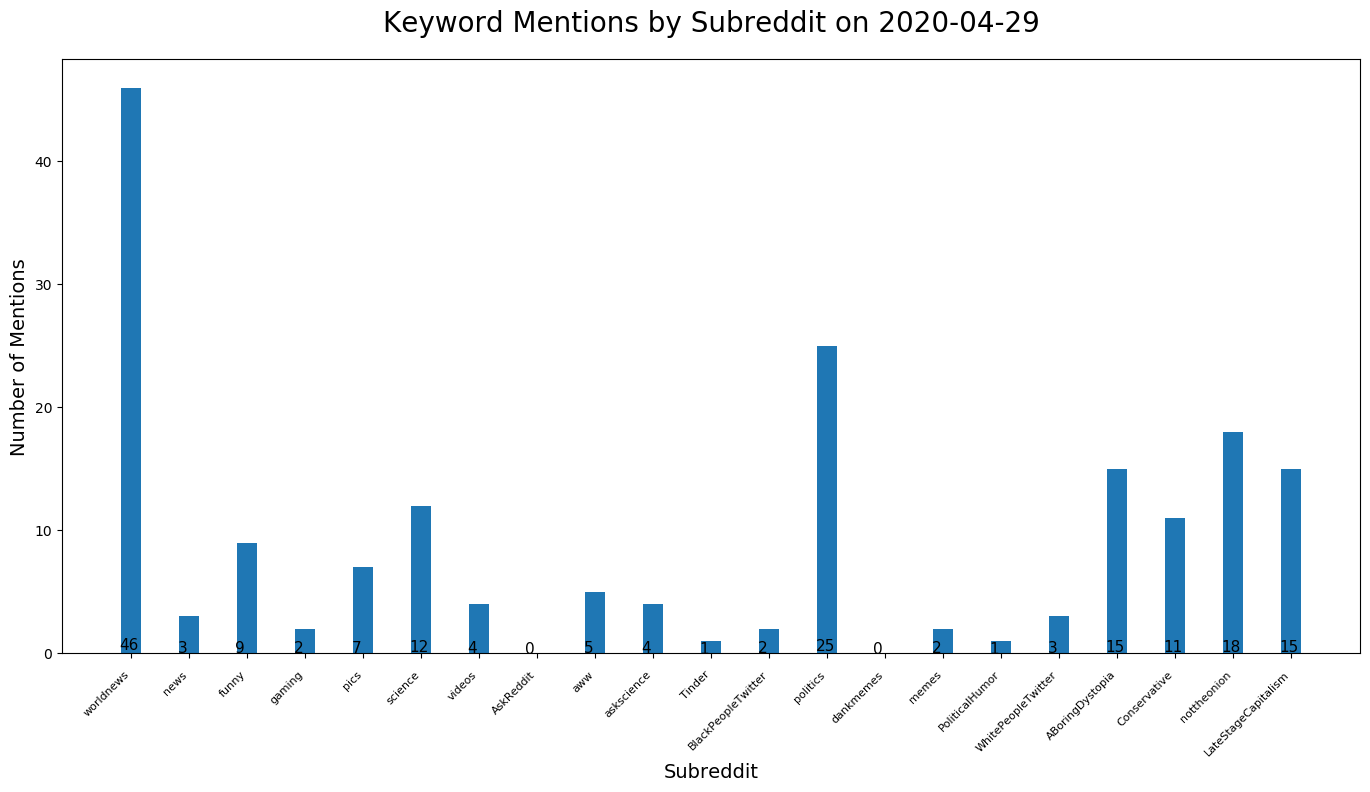 Keyword Mentions by Subreddit on 2020-04-29
Number of Mentions
40
30
20
10
0
46 3 9 2 7 12 4 0 5 4 1 2 25 0 2 1 3 15 11 18 15
worldnews news funny gaming pics science videos AskReddit aww askscience Tinder BlackPeopleTwitter politics dankmemes memes PoliticalHumor WhitePeopleTwitter ABoringDystopia Conservative nottheonion LateStageCapitalism
Subreddit